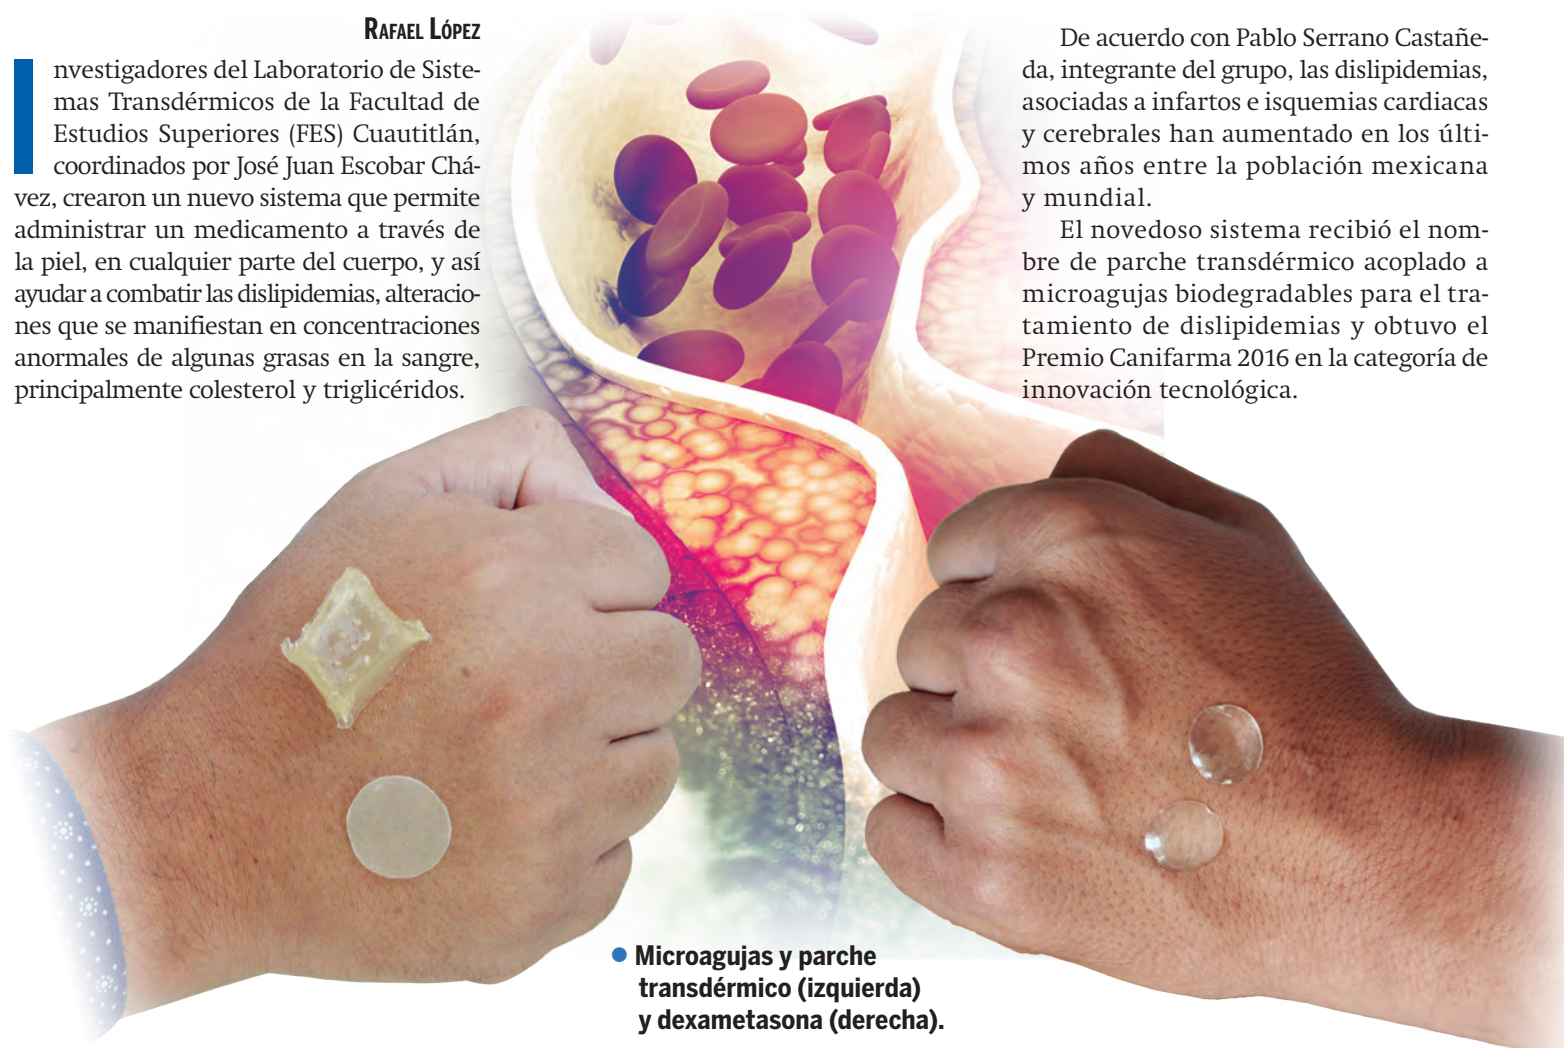 RAFAEL LÓPEZ
Investigadores del Laboratorio de Siste-
mas Transdérmicos de la Facultad de
Estudios Superiores (FES) Cuautitlán,
coordinados por José Juan Escobar Chá-
vez, crearon un nuevo sistema que permite
administrar un medicamento a través de
la piel, en cualquier parte del cuerpo, y así
ayudar a combatir las dislipidemias, alteracio-
nes que se manifiestan en concentraciones
anormales de algunas grasas en la sangre,
principalmente colesterol y triglicéridos.
De acuerdo con Pablo Serrano Castañe-
da, integrante del grupo, las dislipidemias,
asociadas a infartos e isquemias cardiacas
y cerebrales han aumentado en los últi-
mos años entre la población mexicana
y mundial.
El novedoso sistema recibió el nom-
bre de parche transdérmico acoplado a
microagujas biodegradables para el tra-
tamiento de dislipidemias y obtuvo el
Premio Canifarma 2016 en la categoría de
innovación tecnológica.
● Microagujas y parche
transdérmico (izquierda)
y dexametasona (derecha).